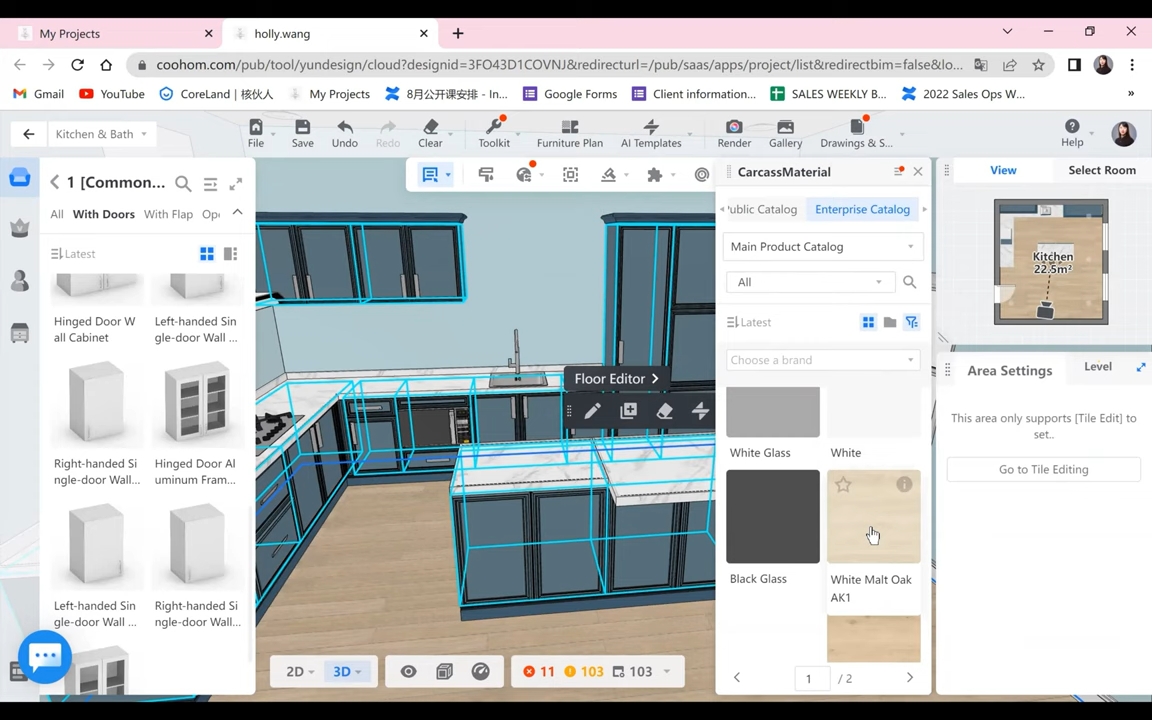 My Projects
holly.wang
coohom.com/pub/tool/yundesign/cloud?designid=3FO43D1COVNJ&redirecturl=/pub/saas/apps/project/list&redirectbim=false&lo...
Gmail YouTube CoreLand | 核伙人 My Projects 8月公开课安排 - In... Google Forms Client informatiom... SALES WEEKLY B... 2022 Sales Ops W... »
Kitchen & Bath
File Save Undo Redo Clear Toolkit Furniture Plan AI Templates Render Gallery Drawings & S... Help
1 [Common...
All With Doors With Flap Ope
Latest
Hinged Door W
all Cabinet
Left-handed Sin
gle-door Wall ...
Right-handed Si
ngle-door Wall...
Hinged Door Al
uminum Fram...
Left-handed Sin
gle-door Wall ...
Right-handed Si
ngle-door Wall...
Floor Editor
2D 3D
11 103 103
CarcassMaterial
ublic Catalog Enterprise Catalog
Main Product Catalog
All
Latest
Choose a brand
White Glass
White
Black Glass
White Malt Oak
AK1
1 / 2
View Select Room
Kitchen
22.5m²
Area Settings Level
This area only supports [Tile Edit] to
set..
Go to Tile Editing